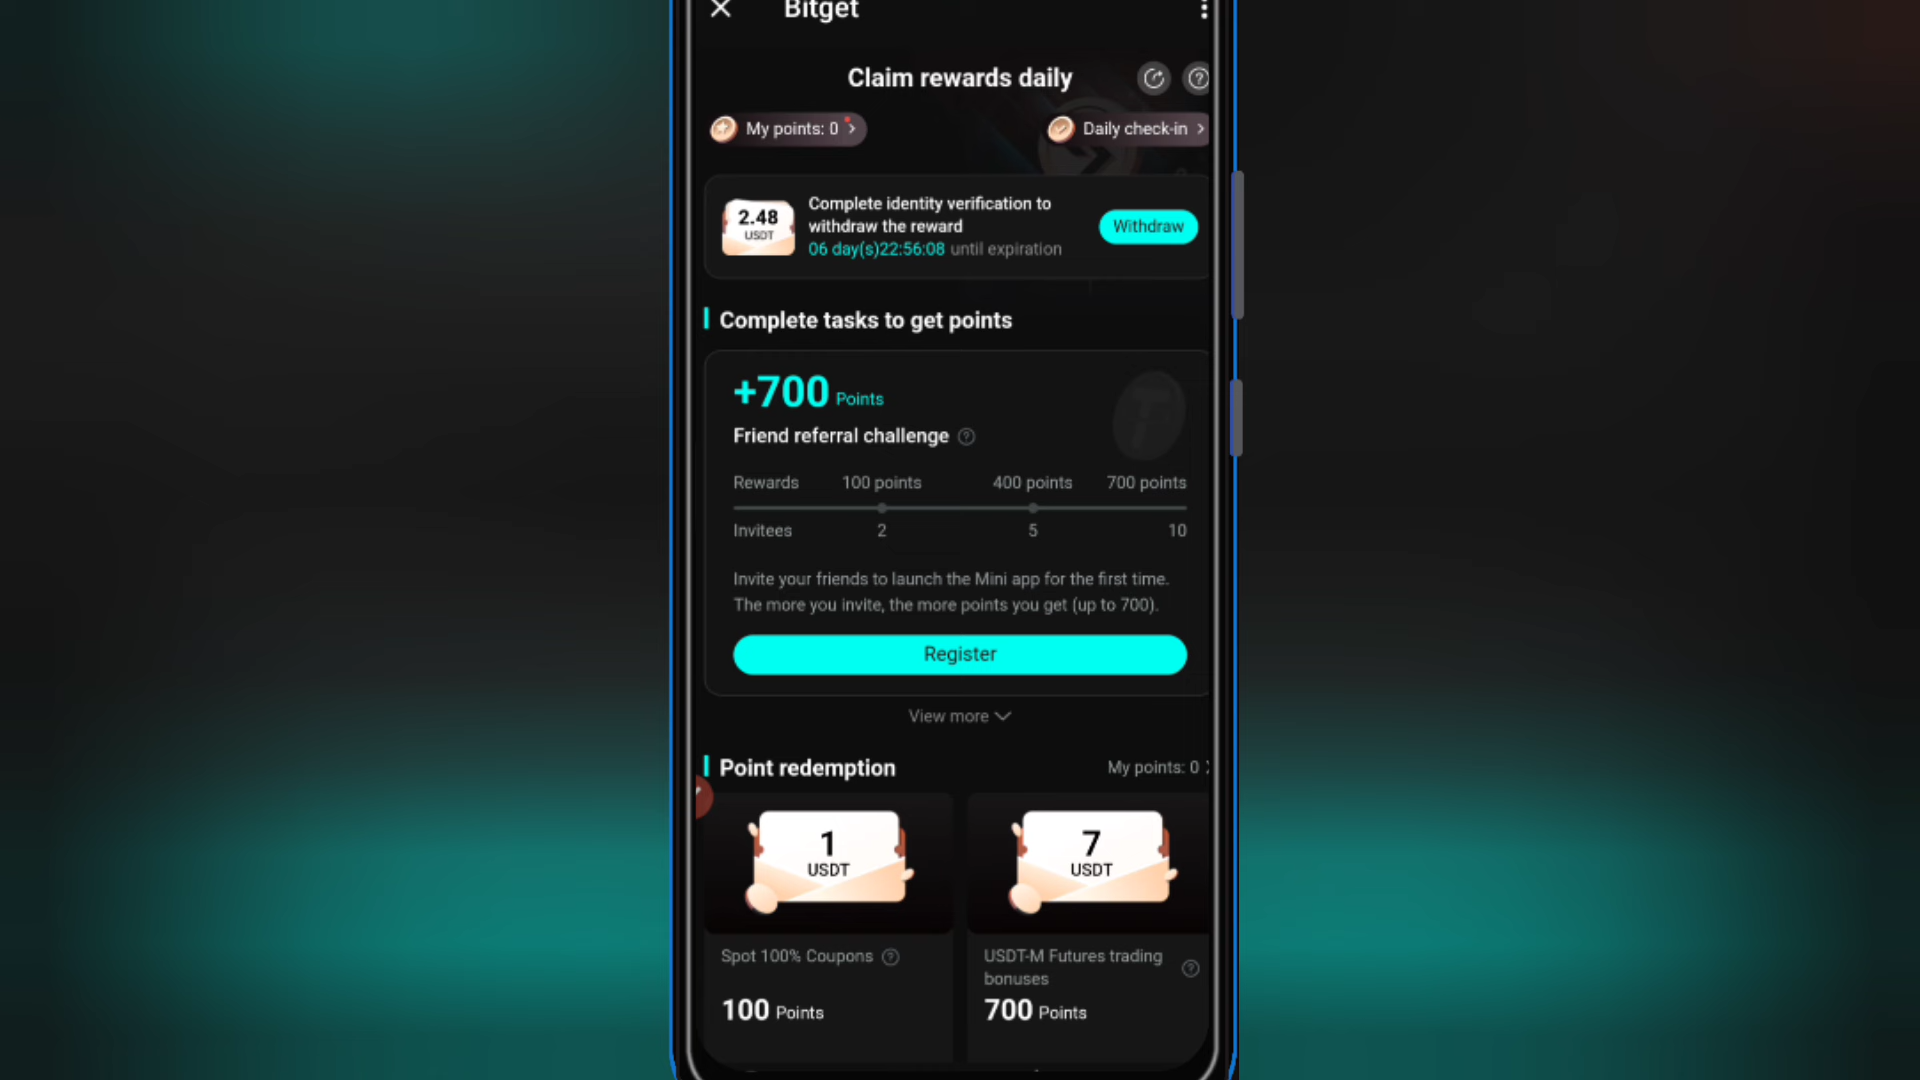 Bitget
Claim rewards daily
My points: 0
Daily check-in
2.48
USDT
Complete identity verification to
withdraw the reward
06 day(s)22:56:08 until expiration
Withdraw
Complete tasks to get points
+700 Points
Friend referral challenge
Rewards 100 points 400 points 700 points
Invitees 2 5 10
Invite your friends to launch the Mini app for the first time.
The more you invite, the more points you get (up to 700).
Register
View more
Point redemption
My points: 0
1
USDT
7
USDT
Spot 100% Coupons
100 Points
USDT-M Futures trading
bonuses
700 Points